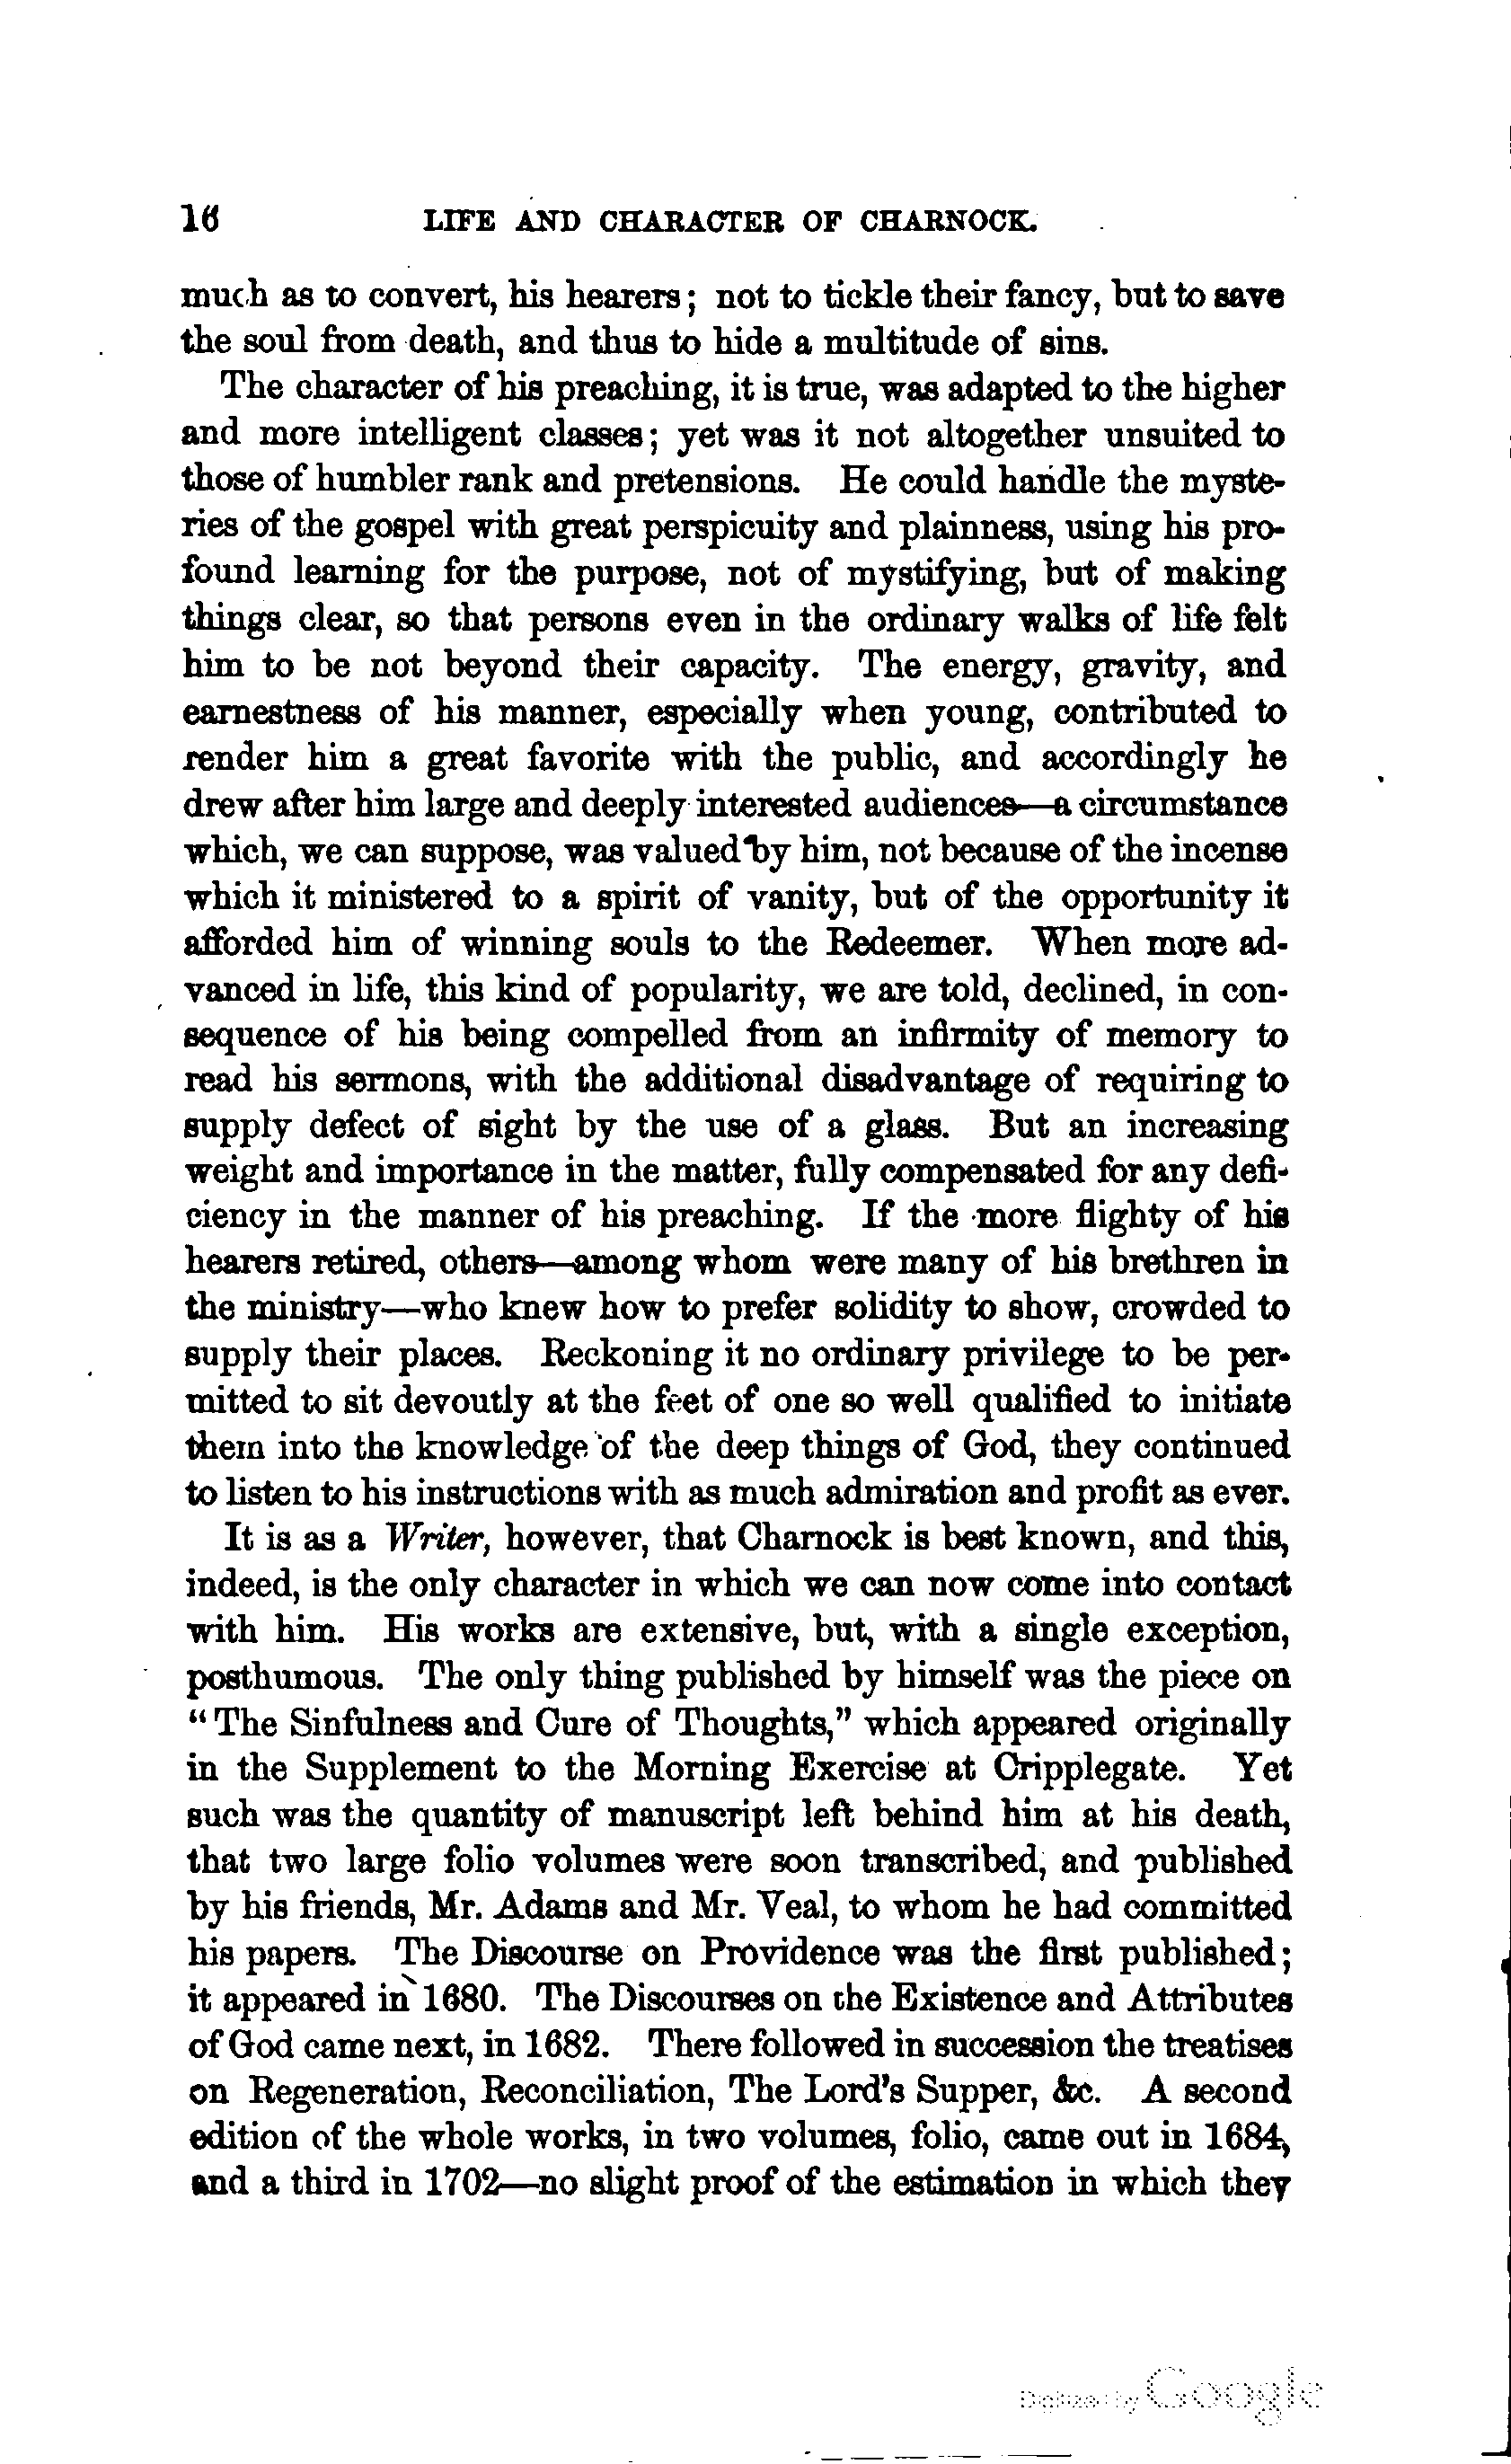 16 LIFE AND CHARACTER OF CHARNOCK.
much as to convert, his hearers; not to tickle their fancy, but to save
the soul from death, and thus to hide a multitude of sins.
The character of his preaching, it is true, was adapted to the higher
and more intelligent classes; yet was it not altogether unsuited to
those of humbler rank and pretensions. He could handle the myste-
ries of the gospel with great perspicuity and plainness, using his pro-
found learning for the purpose, not of mystifying, but of making
things clear, so that persons even in the ordinary walks of life felt
him to be not beyond their capacity. The energy, gravity, and
earnestness of his manner, especially when young, contributed to
render him a great favorite with the public, and accordingly he
drew after him large and deeply interested audiences—a circumstance
which, we can suppose, was valued by him, not because of the incense
which it ministered to a spirit of vanity, but of the opportunity it
afforded him of winning souls to the Redeemer. When more ad-
vanced in life, this kind of popularity, we are told, declined, in con-
sequence of his being compelled from an infirmity of memory to
read his sermons, with the additional disadvantage of requiring to
supply defect of sight by the use of a glass. But an increasing
weight and importance in the matter, fully compensated for any defi-
ciency in the manner of his preaching. If the more flighty of his
hearers retired, others—among whom were many of his brethren in
the ministry—who knew how to prefer solidity to show, crowded to
supply their places. Reckoning it no ordinary privilege to be per-
mitted to sit devoutly at the feet of one so well qualified to initiate
them into the knowledge of the deep things of God, they continued
to listen to his instructions with as much admiration and profit as ever.
It is as a Writer, however, that Charnock is best known, and this,
indeed, is the only character in which we can now come into contact
with him. His works are extensive, but, with a single exception,
posthumous. The only thing published by himself was the piece on
"The Sinfulness and Cure of Thoughts," which appeared originally
in the Supplement to the Morning Exercise at Cripplegate. Yet
such was the quantity of manuscript left behind him at his death,
that two large folio volumes were soon transcribed, and published
by his friends, Mr. Adams and Mr. Veal, to whom he had committed
his papers. The Discourse on Providence was the first published;
it appeared in 1680. The Discourses on the Existence and Attributes
of God came next, in 1682. There followed in succession the treatises
on Regeneration, Reconciliation, The Lord's Supper, &c. A second
edition of the whole works, in two volumes, folio, came out in 1684,
and a third in 1702—no slight proof of the estimation in which they
Digitized by Google